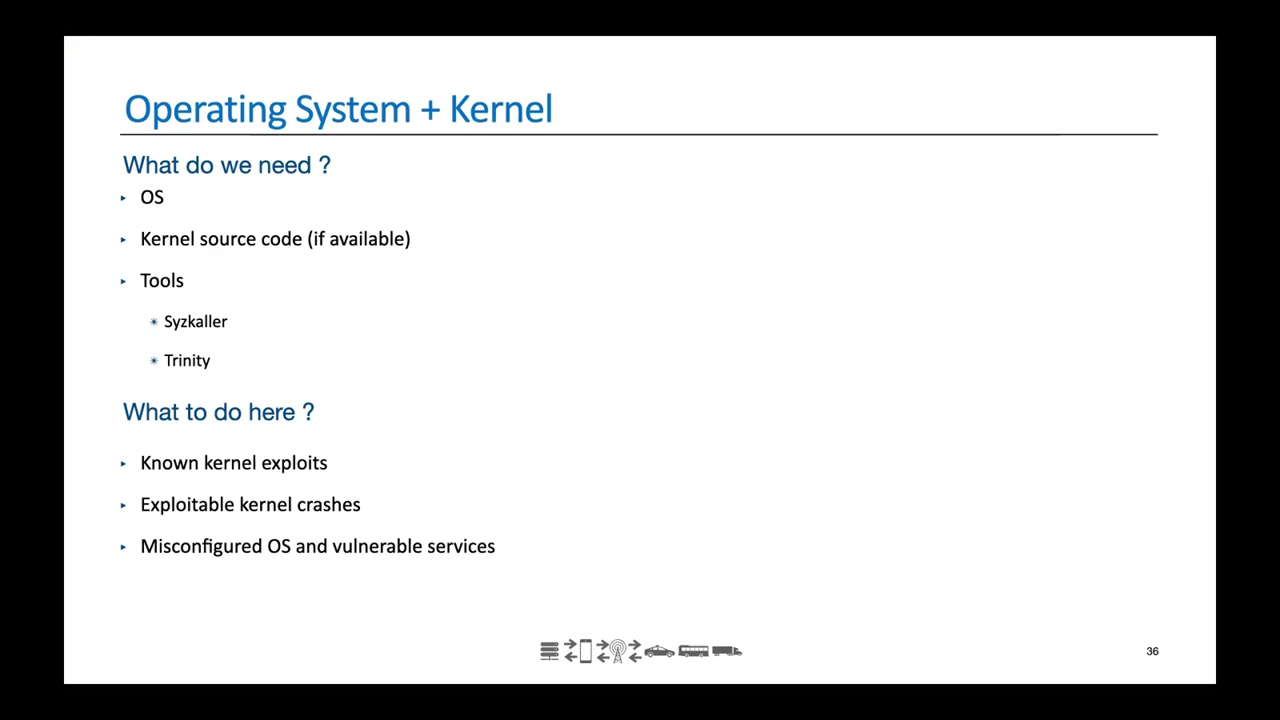 Operating System + Kernel
What do we need ?
▸ OS
▸ Kernel source code (if available)
▸ Tools
✴ Syzkaller
✴ Trinity
What to do here ?
▸ Known kernel exploits
▸ Exploitable kernel crashes
▸ Misconfigured OS and vulnerable services
36